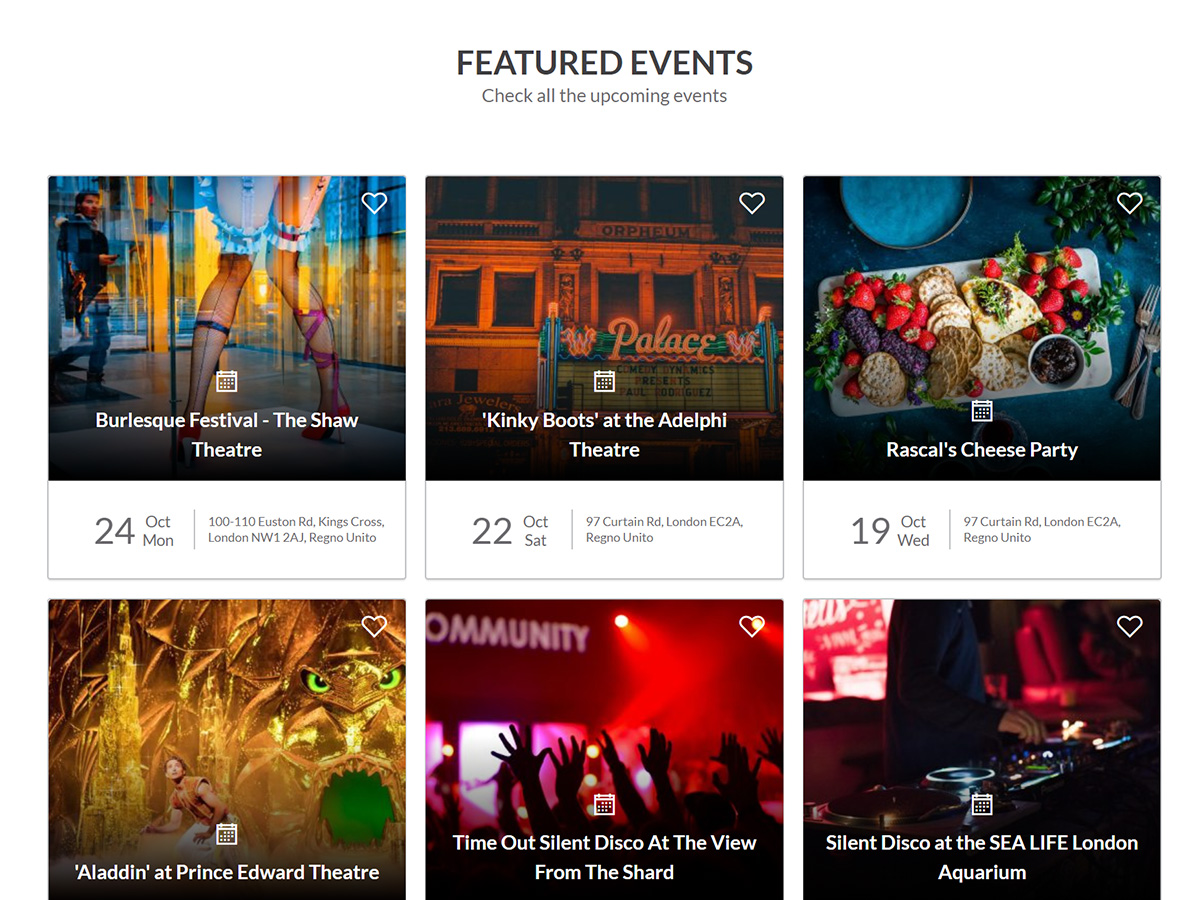 FEATURED EVENTS
Check all the upcoming events
ORPHEUM
Palace
COMEDY DYNAMICS
PRESENTS
PAUL RODRIGUEZ
Burlesque Festival - The Shaw
Theatre
'Kinky Boots' at the Adelphi
Theatre
Rascal's Cheese Party
24 Oct Mon
100-110 Euston Rd, Kings Cross,
London NW1 2AJ, Regno Unito
22 Oct Sat
97 Curtain Rd, London EC2A,
Regno Unito
19 Oct Wed
97 Curtain Rd, London EC2A,
Regno Unito
OMMUNITY
'Aladdin' at Prince Edward Theatre
Time Out Silent Disco At The View
From The Shard
Silent Disco at the SEA LIFE London
Aquarium